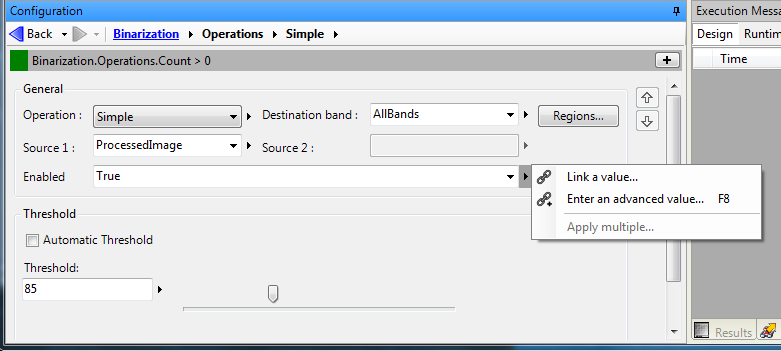 Configuration
Execution Messa
Back Binarization Operations Simple
Design Runtim
Binarization.Operations.Count > 0
Time
General
Operation : Simple Destination band : AllBands Regions...
Source 1 : ProcessedImage Source 2 :
Enabled True
Link a value...
Enter an advanced value... F8
Apply multiple...
Threshold
Automatic Threshold
Threshold:
85
Results